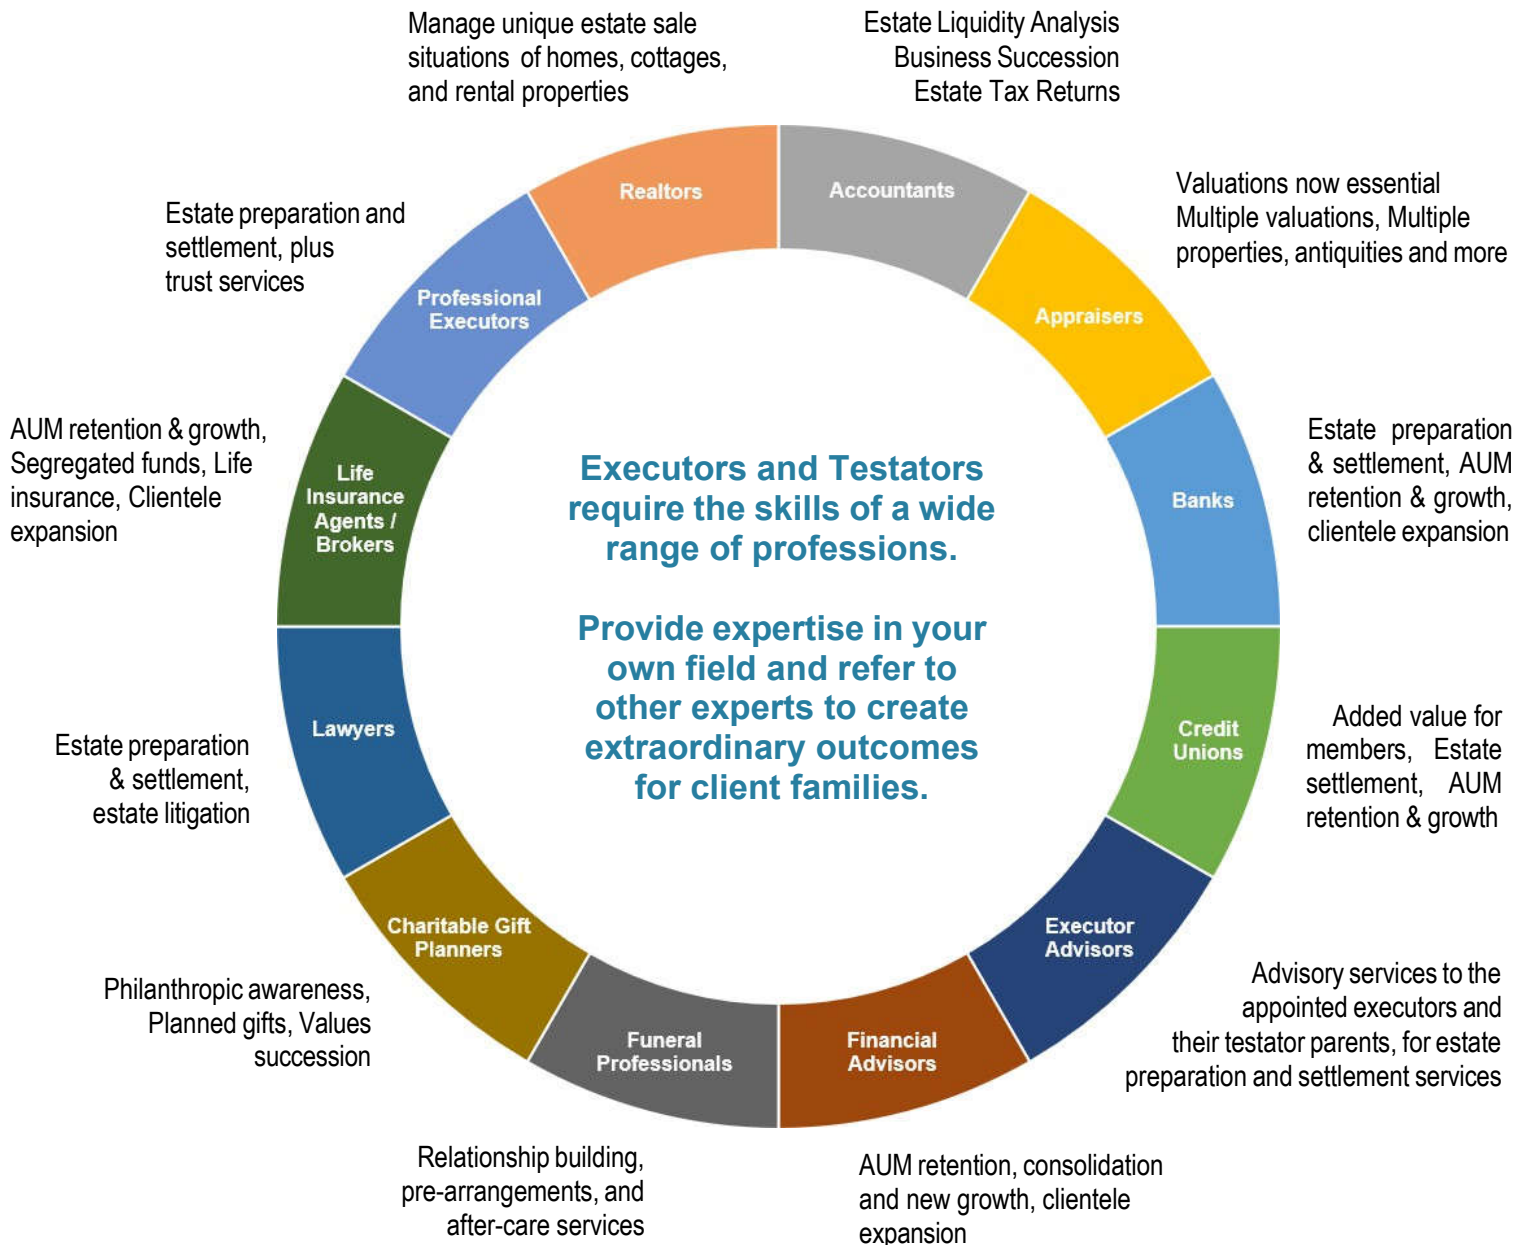 Manage unique estate sale
situations of homes, cottages,
and rental properties
Estate Liquidity Analysis
Business Succession
Estate Tax Returns
Realtors
Accountants
Valuations now essential
Multiple valuations, Multiple
properties, antiquities and more
Appraisers
Estate preparation and
settlement, plus
trust services
Professional
Executors
Estate preparation
& settlement, AUM
retention & growth,
clientele expansion
Banks
AUM retention & growth,
Segregated funds, Life
insurance, Clientele
expansion
Life
Insurance
Agents /
Brokers
Executors and Testators
require the skills of a wide
range of professions.
Provide expertise in your
own field and refer to
other experts to create
extraordinary outcomes
for client families.
Credit
Unions
Added value for
members, Estate
settlement, AUM
retention & growth
Lawyers
Estate preparation
& settlement,
estate litigation
Executor
Advisors
Advisory services to the
appointed executors and
their testator parents, for estate
preparation and settlement services
Charitable Gift
Planners
Philanthropic awareness,
Planned gifts, Values
succession
Funeral
Professionals
Relationship building,
pre-arrangements, and
after-care services
Financial
Advisors
AUM retention, consolidation
and new growth, clientele
expansion